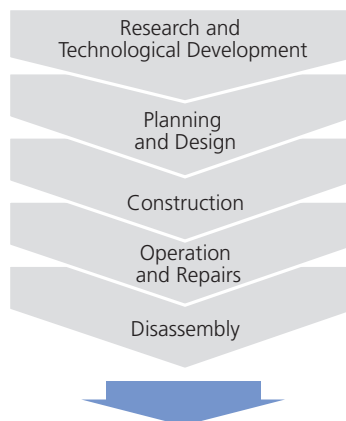 Research and
Technological Development
Planning
and Design
Construction
Operation
and Repairs
Disassembly